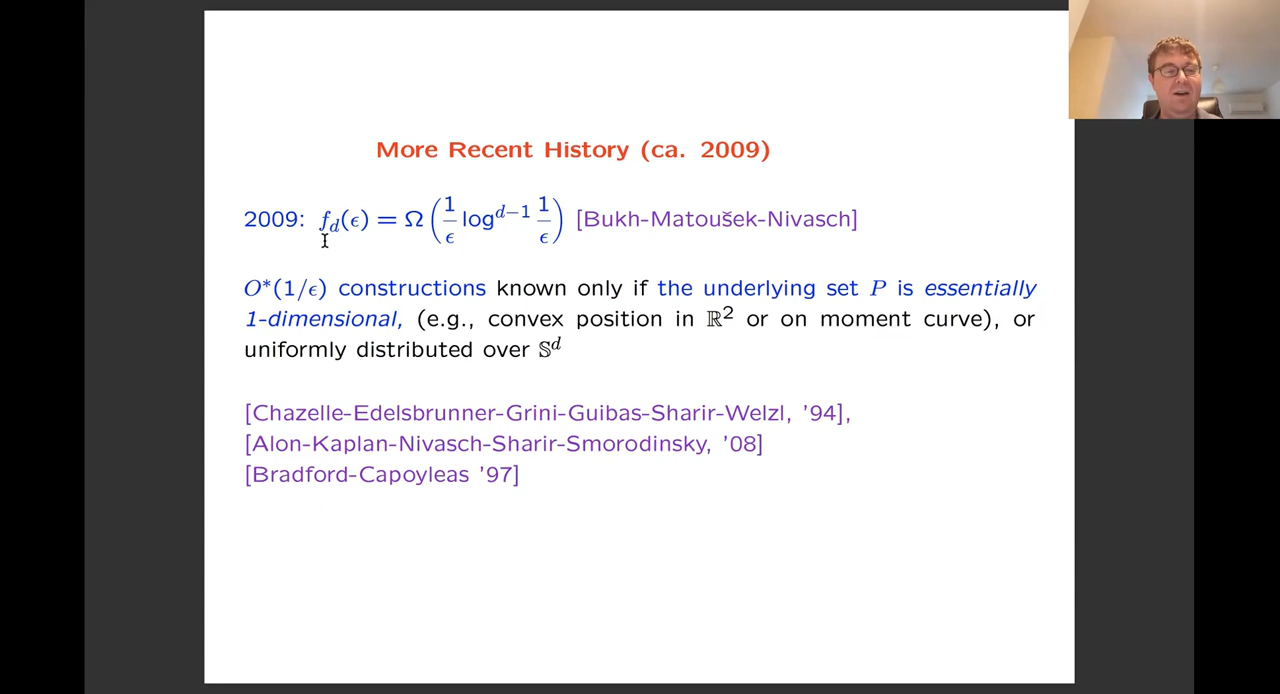 More Recent History (ca. 2009)
2009: f_d(ϵ) = Ω(1/ϵ log^{d−1} 1/ϵ) [Bukh-Matoušek-Nivasch]
O*(1/ϵ) constructions known only if the underlying set P is essentially
1-dimensional, (e.g., convex position in ℝ² or on moment curve), or
uniformly distributed over 𝕊^d
[Chazelle-Edelsbrunner-Grini-Guibas-Sharir-Welzl, '94],
[Alon-Kaplan-Nivasch-Sharir-Smorodinsky, '08]
[Bradford-Capoyleas '97]